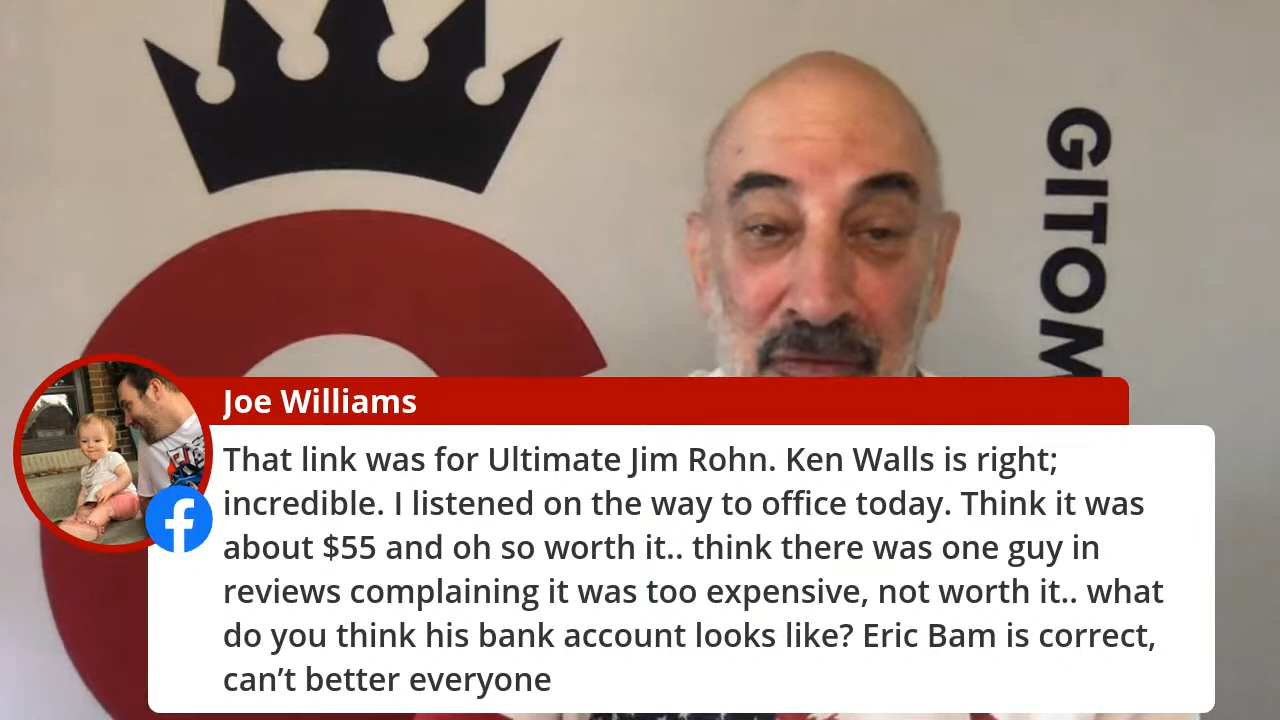 GITOM
Joe Williams
That link was for Ultimate Jim Rohn. Ken Walls is right;
incredible. I listened on the way to office today. Think it was
about $55 and oh so worth it.. think there was one guy in
reviews complaining it was too expensive, not worth it.. what
do you think his bank account looks like? Eric Bam is correct,
can’t better everyone